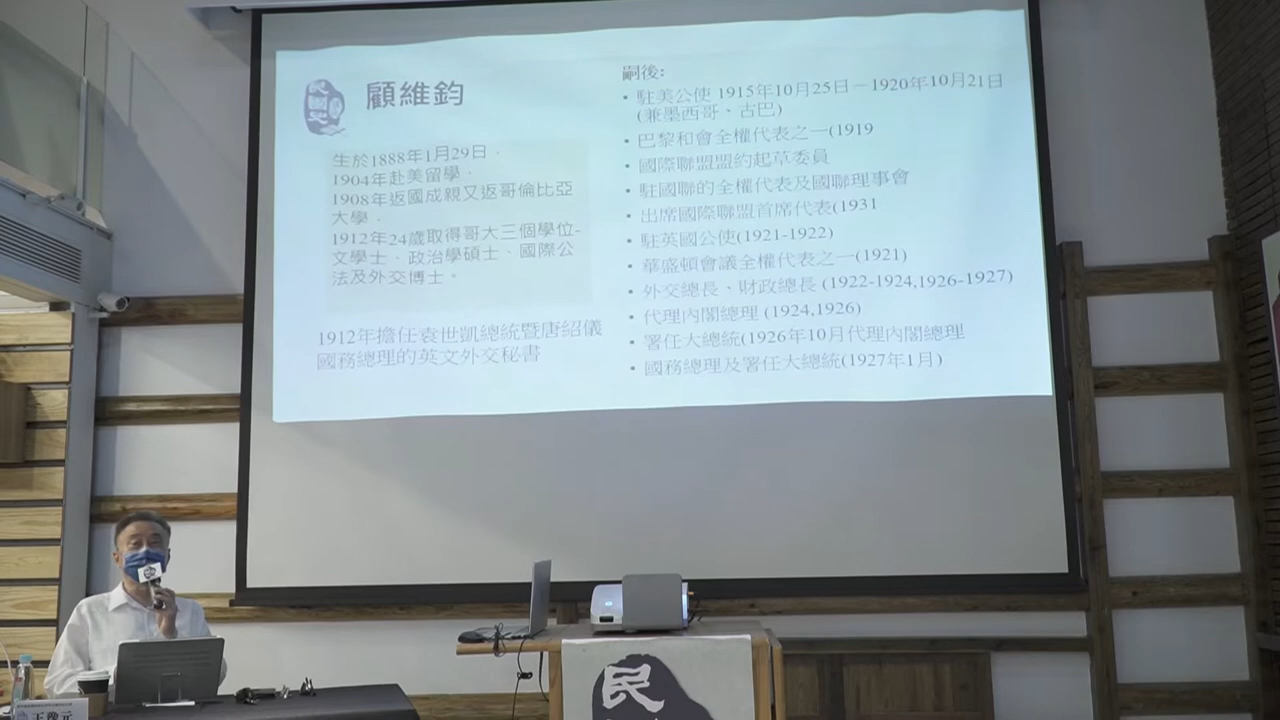 民國史
顧維鈞
生於1888年1月29日．
1904年赴美留學．
1908年返國成親又返哥倫比亞
大學．
1912年24歲取得哥大三個學位-
文學士、政治學碩士、國際公
法及外交博士。
1912年擔任袁世凱總統暨唐紹儀
國務總理的英文外交秘書
嗣後:
• 駐美公使 1915年10月25日－1920年10月21日
(兼墨西哥、古巴)
• 巴黎和會全權代表之一(1919
• 國際聯盟盟約起草委員
• 駐國聯的全權代表及國聯理事會
• 出席國際聯盟首席代表(1931
• 駐英國公使(1921-1922)
• 華盛頓會議全權代表之一(1921)
• 外交總長、財政總長 (1922-1924,1926-1927)
• 代理內閣總理 (1924,1926)
• 署任大總統(1926年10月代理內閣總理
• 國務總理及署任大總統(1927年1月)
民